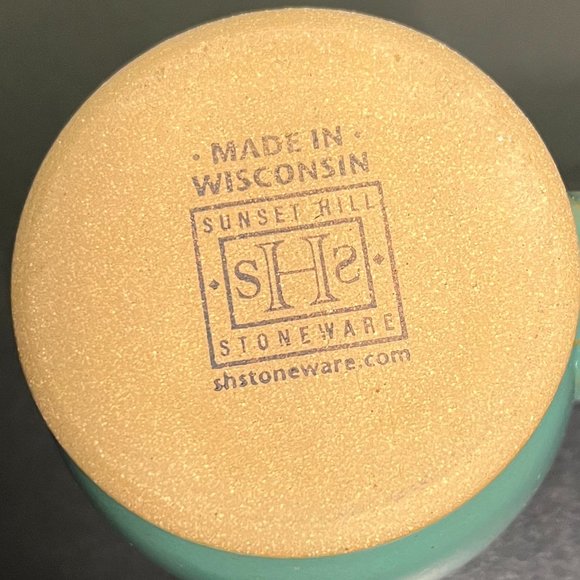 · MADE IN ·
WISCONSIN
SUNSET HILL
SHS
STONEWARE
shstoneware.com